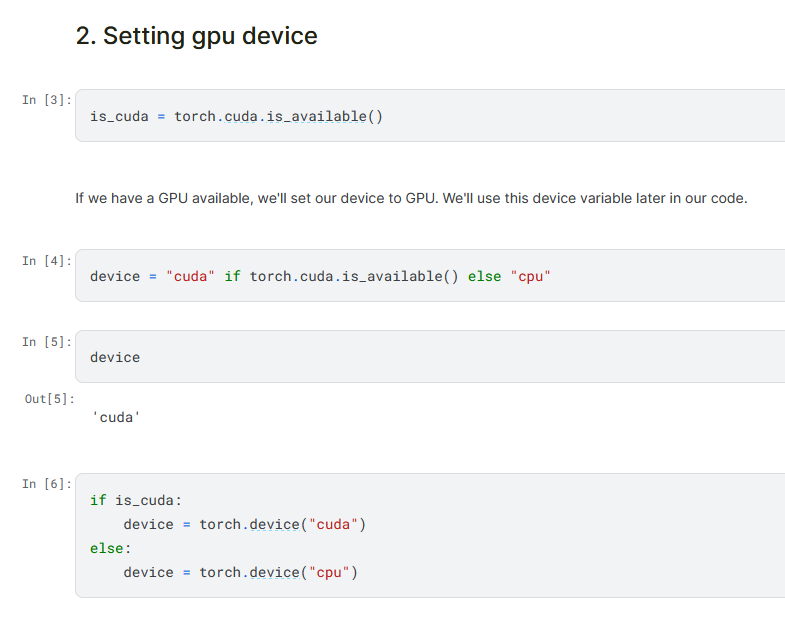 2. Setting gpu device
In [3]:
is_cuda = torch.cuda.is_available()
If we have a GPU available, we'll set our device to GPU. We'll use this device variable later in our code.
In [4]:
device = "cuda" if torch.cuda.is_available() else "cpu"
In [5]:
device
Out[5]:
'cuda'
In [6]:
if is_cuda:
    device = torch.device("cuda")
else:
    device = torch.device("cpu")